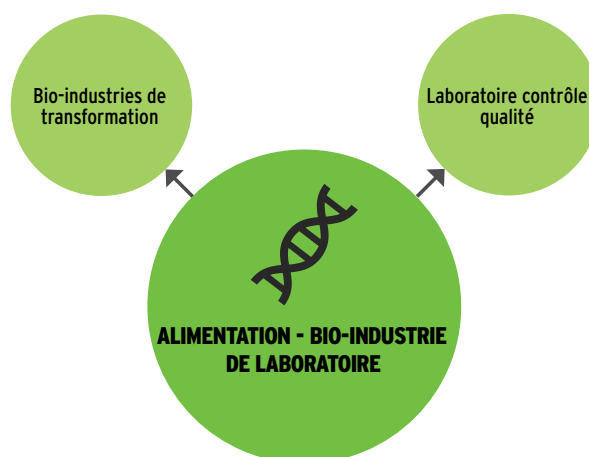 Bio-industries de
transformation
Laboratoire contrôle
qualité
ALIMENTATION - BIO-INDUSTRIE
DE LABORATOIRE